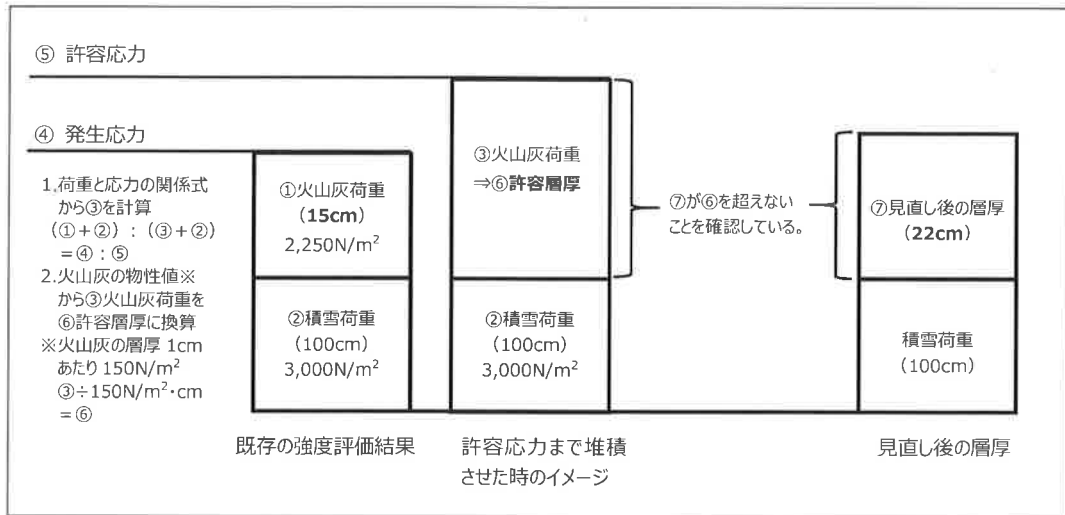 ⑤ 許容応力
④ 発生応力
1.荷重と応力の関係式
から③を計算
(①+②):(③+②)
=④:⑤
2.火山灰の物性値※
から③火山灰荷重を
⑥許容層厚に換算
※火山灰の層厚 1cm
あたり 150N/m²
③÷150N/m²・cm
=⑥
①火山灰荷重
(15cm)
2,250N/m²
②積雪荷重
(100cm)
3,000N/m²
既存の強度評価結果
③火山灰荷重
⇒⑥許容層厚
②積雪荷重
(100cm)
3,000N/m²
許容応力まで堆積
させた時のイメージ
⑦が⑥を超えない
ことを確認している。
⑦見直し後の層厚
(22cm)
積雪荷重
(100cm)
見直し後の層厚